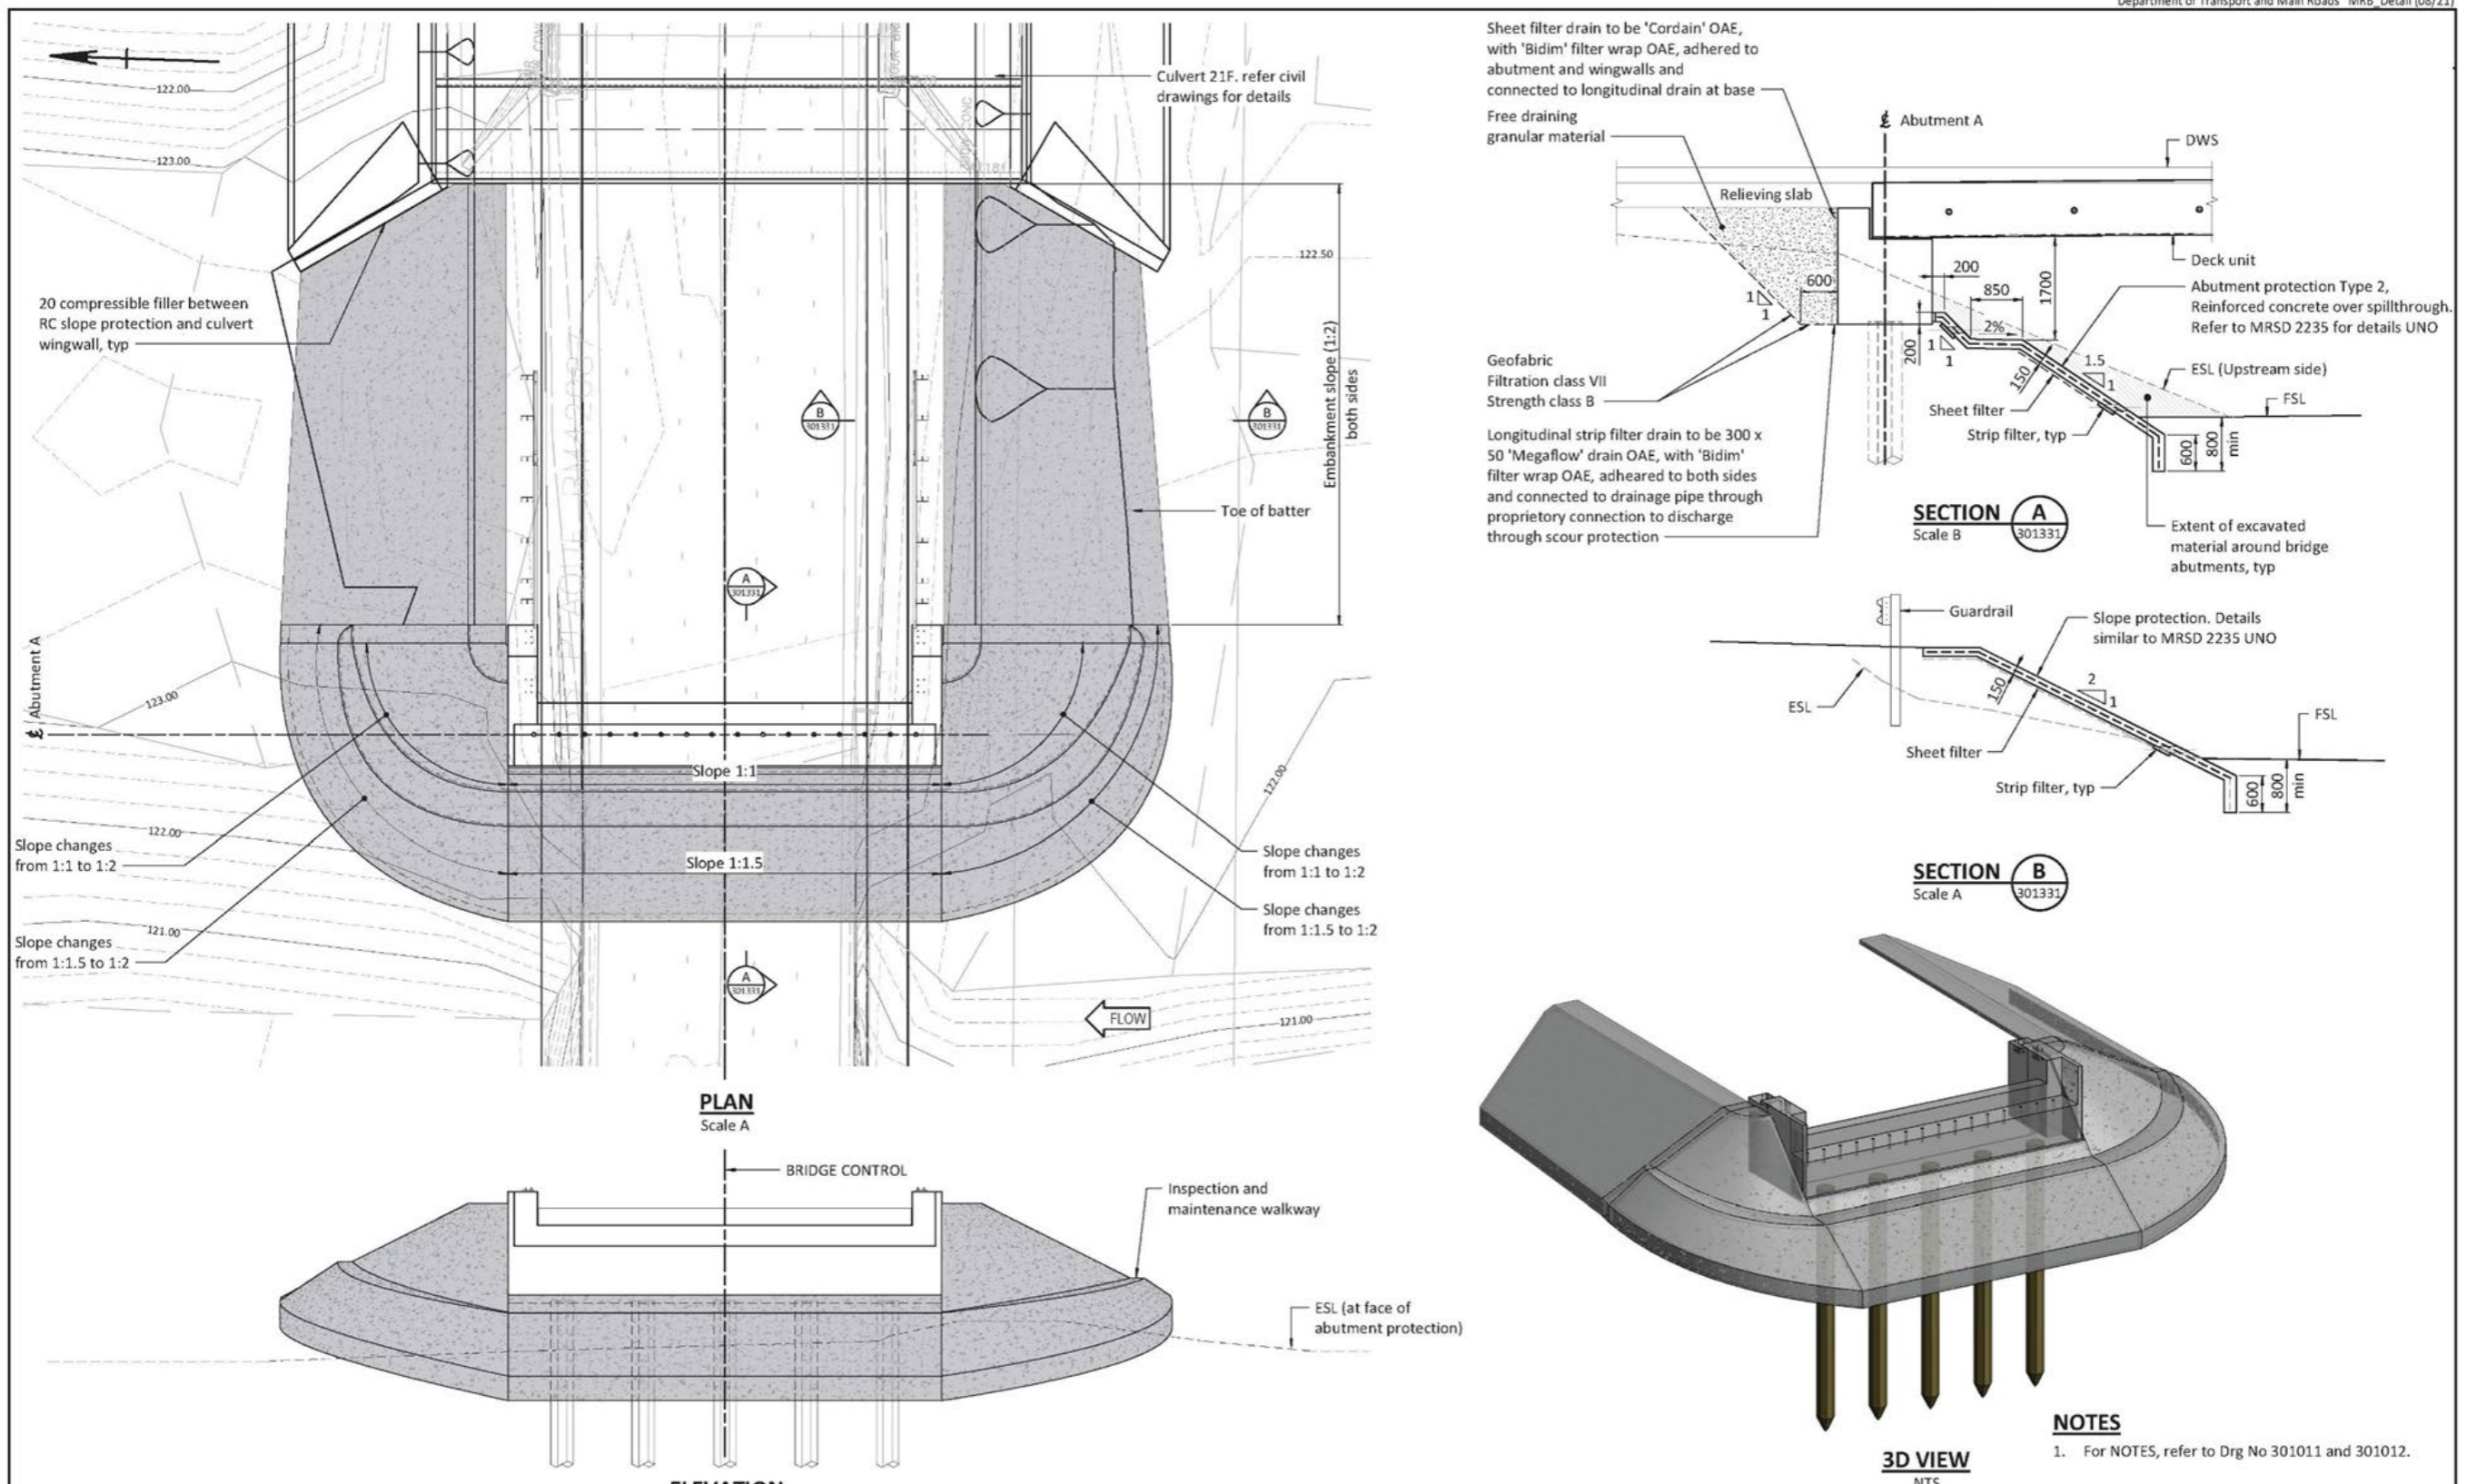 Department of Transport and Main Roads MRB_Detail (08/21)
122.00
123.00
Culvert 21F. refer civil
drawings for details
122.50
20 compressible filler between
RC slope protection and culvert
wingwall, typ
B
301331
B
301331
Embankment slope (1:2)
both sides
Toe of batter
A
301331
℄ Abutment A
123.00
Slope 1:1
122.00
122.00
Slope changes
from 1:1 to 1:2
Slope 1:1.5
Slope changes
from 1:1 to 1:2
Slope changes
from 1:1.5 to 1:2
121.00
Slope changes
from 1:1.5 to 1:2
A
301331
FLOW
121.00
PLAN
Scale A
BRIDGE CONTROL
Inspection and
maintenance walkway
ESL (at face of
abutment protection)
ELEVATION
Sheet filter drain to be 'Cordain' OAE,
with 'Bidim' filter wrap OAE, adhered to
abutment and wingwalls and
connected to longitudinal drain at base
Free draining
granular material
℄ Abutment A
DWS
Relieving slab
Deck unit
200
600
850
1700
1
1
2%
200
1
1
150
1.5
1
Abutment protection Type 2,
Reinforced concrete over spillthrough.
Refer to MRSD 2235 for details UNO
Geofabric
Filtration class VII
Strength class B
ESL (Upstream side)
FSL
Sheet filter
Strip filter, typ
600
800
min
Longitudinal strip filter drain to be 300 x
50 'Megaflow' drain OAE, with 'Bidim'
filter wrap OAE, adheared to both sides
and connected to drainage pipe through
proprietory connection to discharge
through scour protection
SECTION A
Scale B 301331
Extent of excavated
material around bridge
abutments, typ
Guardrail
Slope protection. Details
similar to MRSD 2235 UNO
150
2
1
ESL
FSL
Sheet filter
Strip filter, typ
600
800
min
SECTION B
Scale A 301331
3D VIEW
NTS
NOTES
1. For NOTES, refer to Drg No 301011 and 301012.